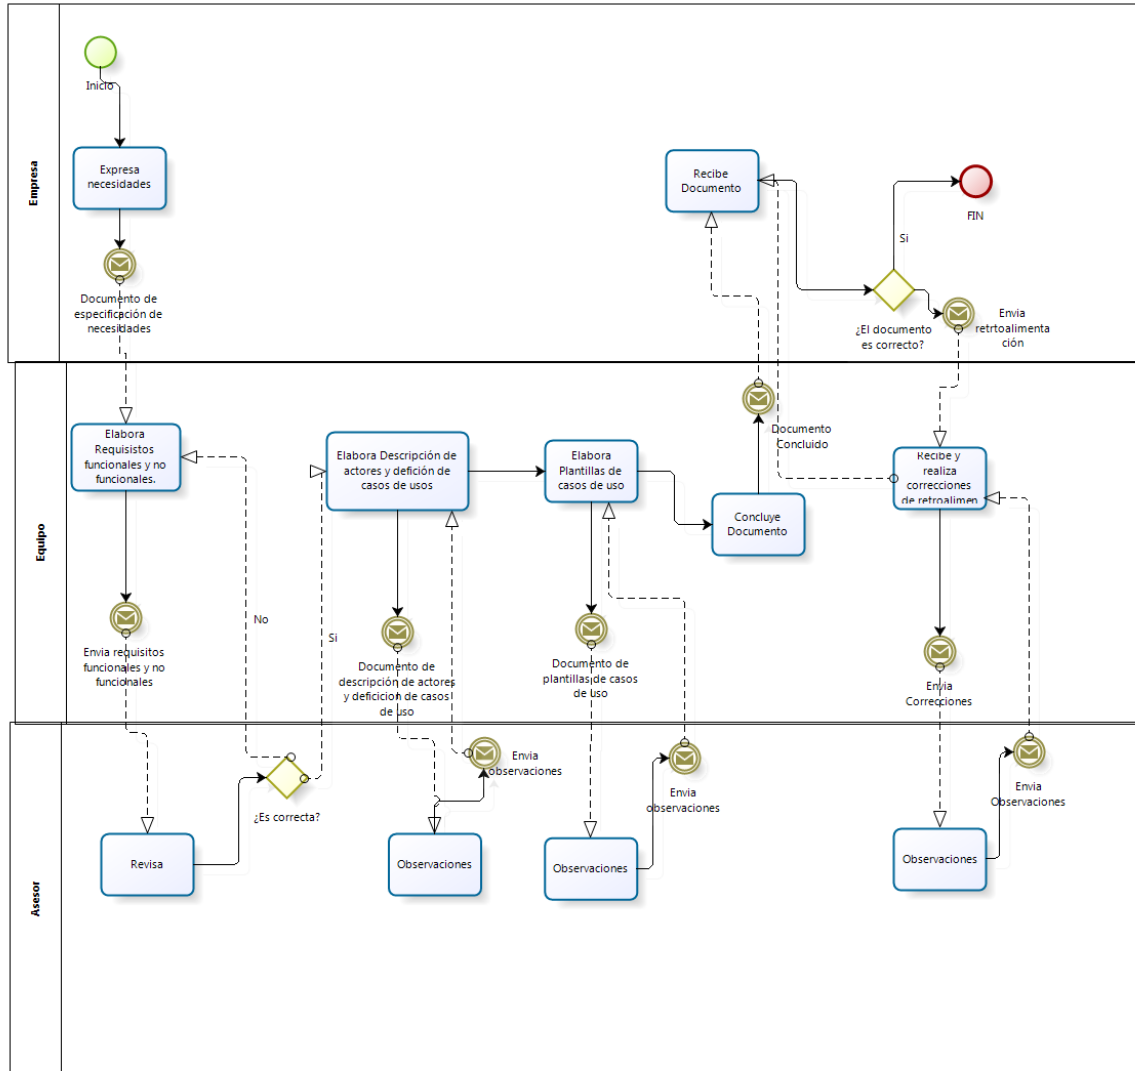 Empresa
Inicio
Expresa
necesidades
Documento de
especificación de
necesidades
Recibe
Documento
FIN
Si
¿El documento
es correcto?
Envia
retrtoalimenta
ción
Equipo
Elabora
Requisistos
funcionales y no
funcionales.
Envia requisitos
funcionales y no
funcionales
No
Si
Elabora Descripción de
actores y defición de
casos de usos
Documento de
descripción de actores
y deficicion de casos de
uso
Elabora
Plantillas de
casos de uso
Documento de
plantillas de casos
de uso
Documento
Concluido
Concluye
Documento
Recibe y
realiza
correcciones
de retroalimen
Envia
Correcciones
Asesor
Revisa
¿Es correcta?
Observaciones
Envia
observaciones
Observaciones
Envia
observaciones
Observaciones
Envia
Observaciones